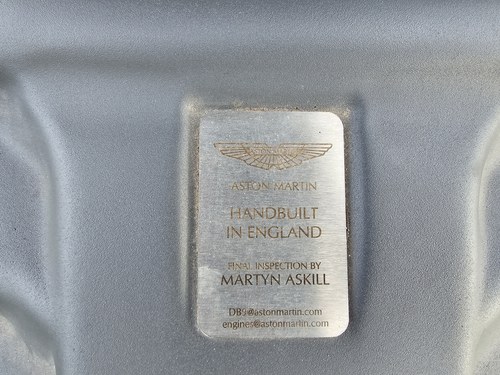 ASTON MARTIN
HANDBUILT
IN ENGLAND
FINAL INSPECTION BY
MARTYN ASKILL
DB9@astonmartin.com
engines@astonmartin.com